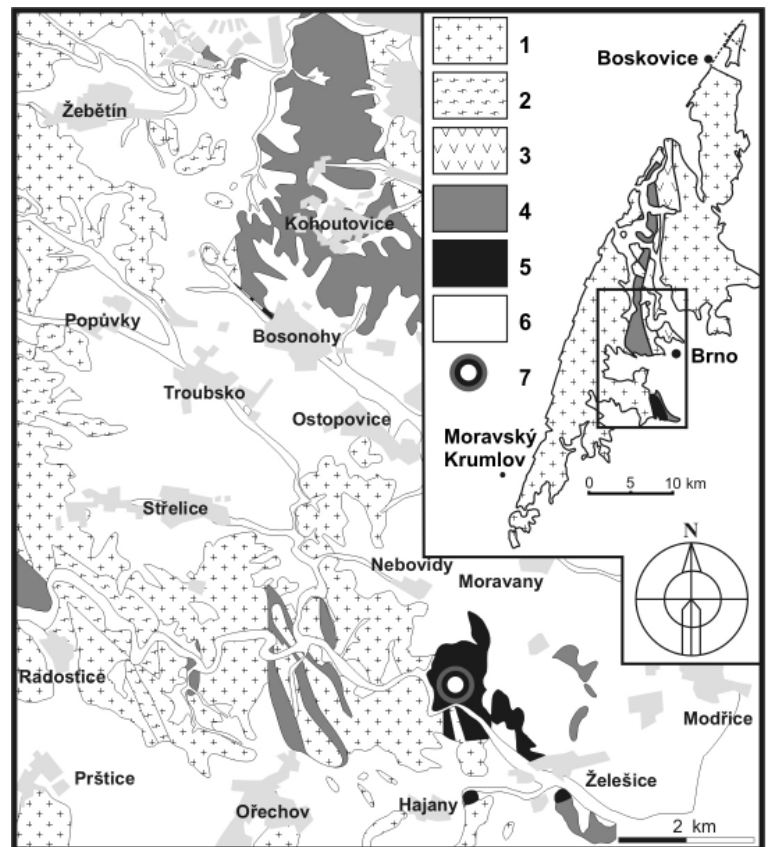 1
2
3
4
5
6
7
Boskovice
Brno
Moravský
Krumlov
0 5 10 km
N
Žebětín
Kohoutovice
Popůvky
Bosonohy
Troubsko
Ostopovice
Střelice
Nebovidy
Moravany
Radostice
Modřice
Prštice
Želešice
Ořechov
Hajany
2 km